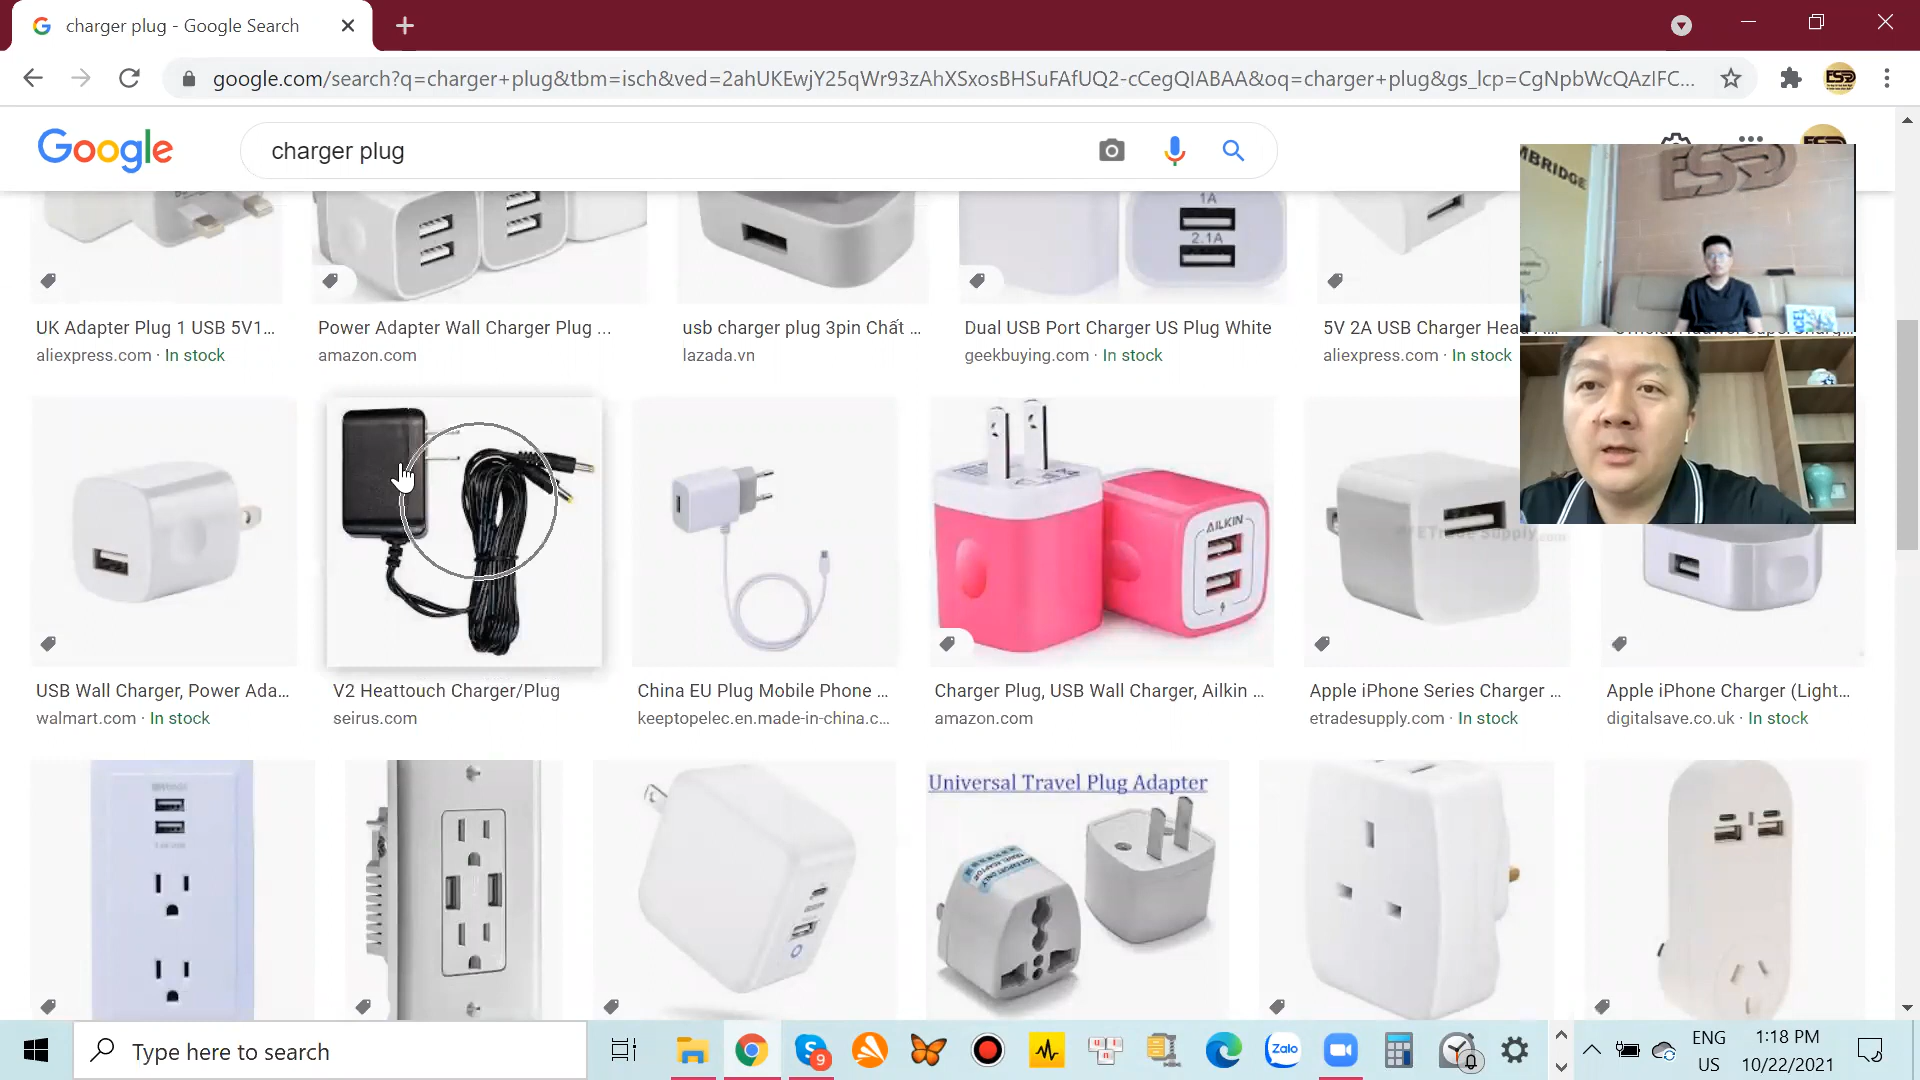 charger plug - Google Search
google.com/search?q=charger+plug&tbm=isch&ved=2ahUKEwjY25qWr93zAhXSxosBHSuFAfUQ2-cCegQIABAA&oq=charger+plug&gs_lcp=CgNpbWcQAzIFC...
ESD
Google
charger plug
MBRIDGE
ESD
1A
2.1A
UK Adapter Plug 1 USB 5V1...
aliexpress.com · In stock
Power Adapter Wall Charger Plug ...
amazon.com
usb charger plug 3pin Chất ...
lazada.vn
Dual USB Port Charger US Plug White
geekbuying.com · In stock
5V 2A USB Charger Head
aliexpress.com · In stock
AILKIN
USB Wall Charger, Power Ada...
walmart.com · In stock
V2 Heattouch Charger/Plug
seirus.com
China EU Plug Mobile Phone ...
keeptopelec.en.made-in-china.c...
Charger Plug, USB Wall Charger, Ailkin ...
amazon.com
Apple iPhone Series Charger ...
etradesupply.com · In stock
Apple iPhone Charger (Light...
digitalsave.co.uk · In stock
Universal Travel Plug Adapter
Type here to search
9
Zalo
ENG
US
1:18 PM
10/22/2021